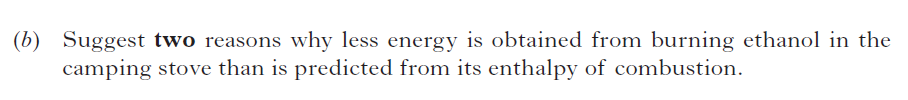 (b) Suggest two reasons why less energy is obtained from burning ethanol in the
camping stove than is predicted from its enthalpy of combustion.